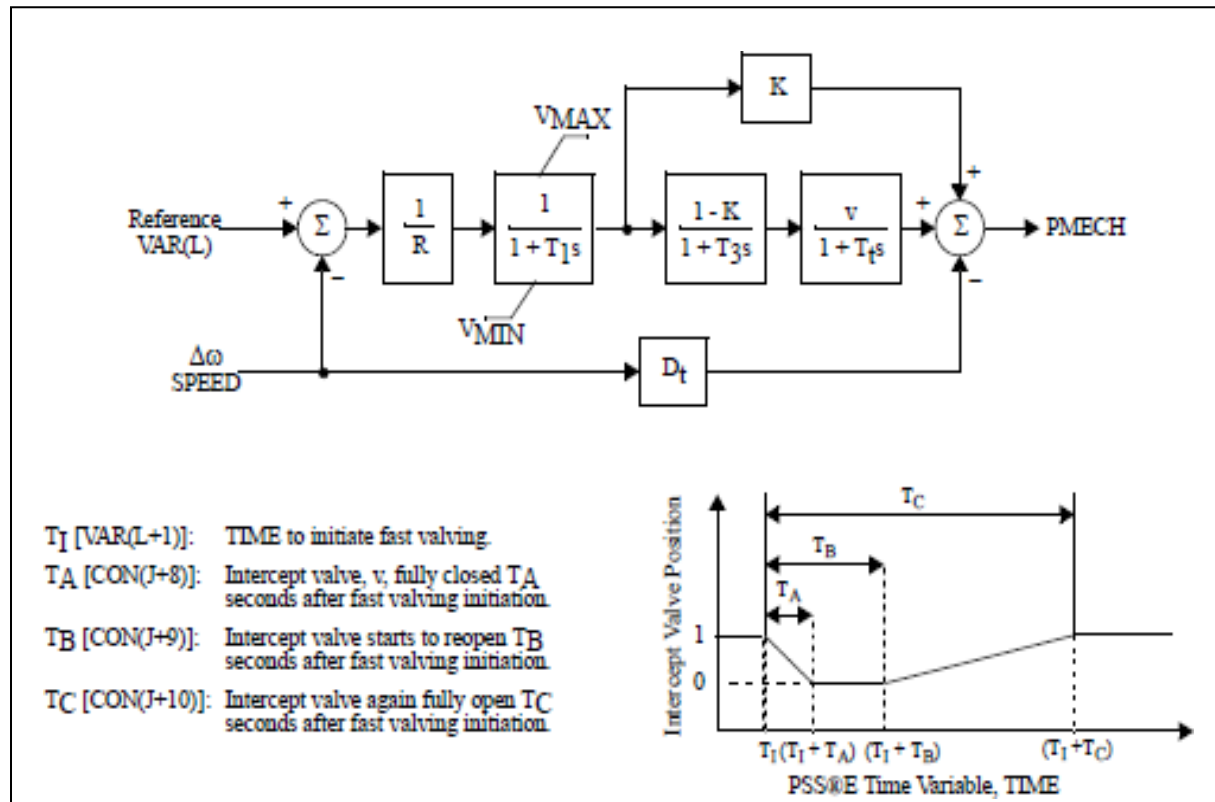 K
VMAX
Reference
VAR(L)
+
Σ
−
1
R
1
1 + T1s
VMIN
1 - K
1 + T3s
v
1 + Tts
+
+
Σ
−
PMECH
Δω
SPEED
Dt
TI [VAR(L+1)]: TIME to initiate fast valving.
TA [CON(J+8)]: Intercept valve, v, fully closed TA
seconds after fast valving initiation.
TB [CON(J+9)]: Intercept valve starts to reopen TB
seconds after fast valving initiation.
TC [CON(J+10)]: Intercept valve again fully open TC
seconds after fast valving initiation.
Intercept Valve Position
TC
TB
TA
1
0
TI (TI + TA) (TI + TB) (TI +TC)
PSS®E Time Variable, TIME